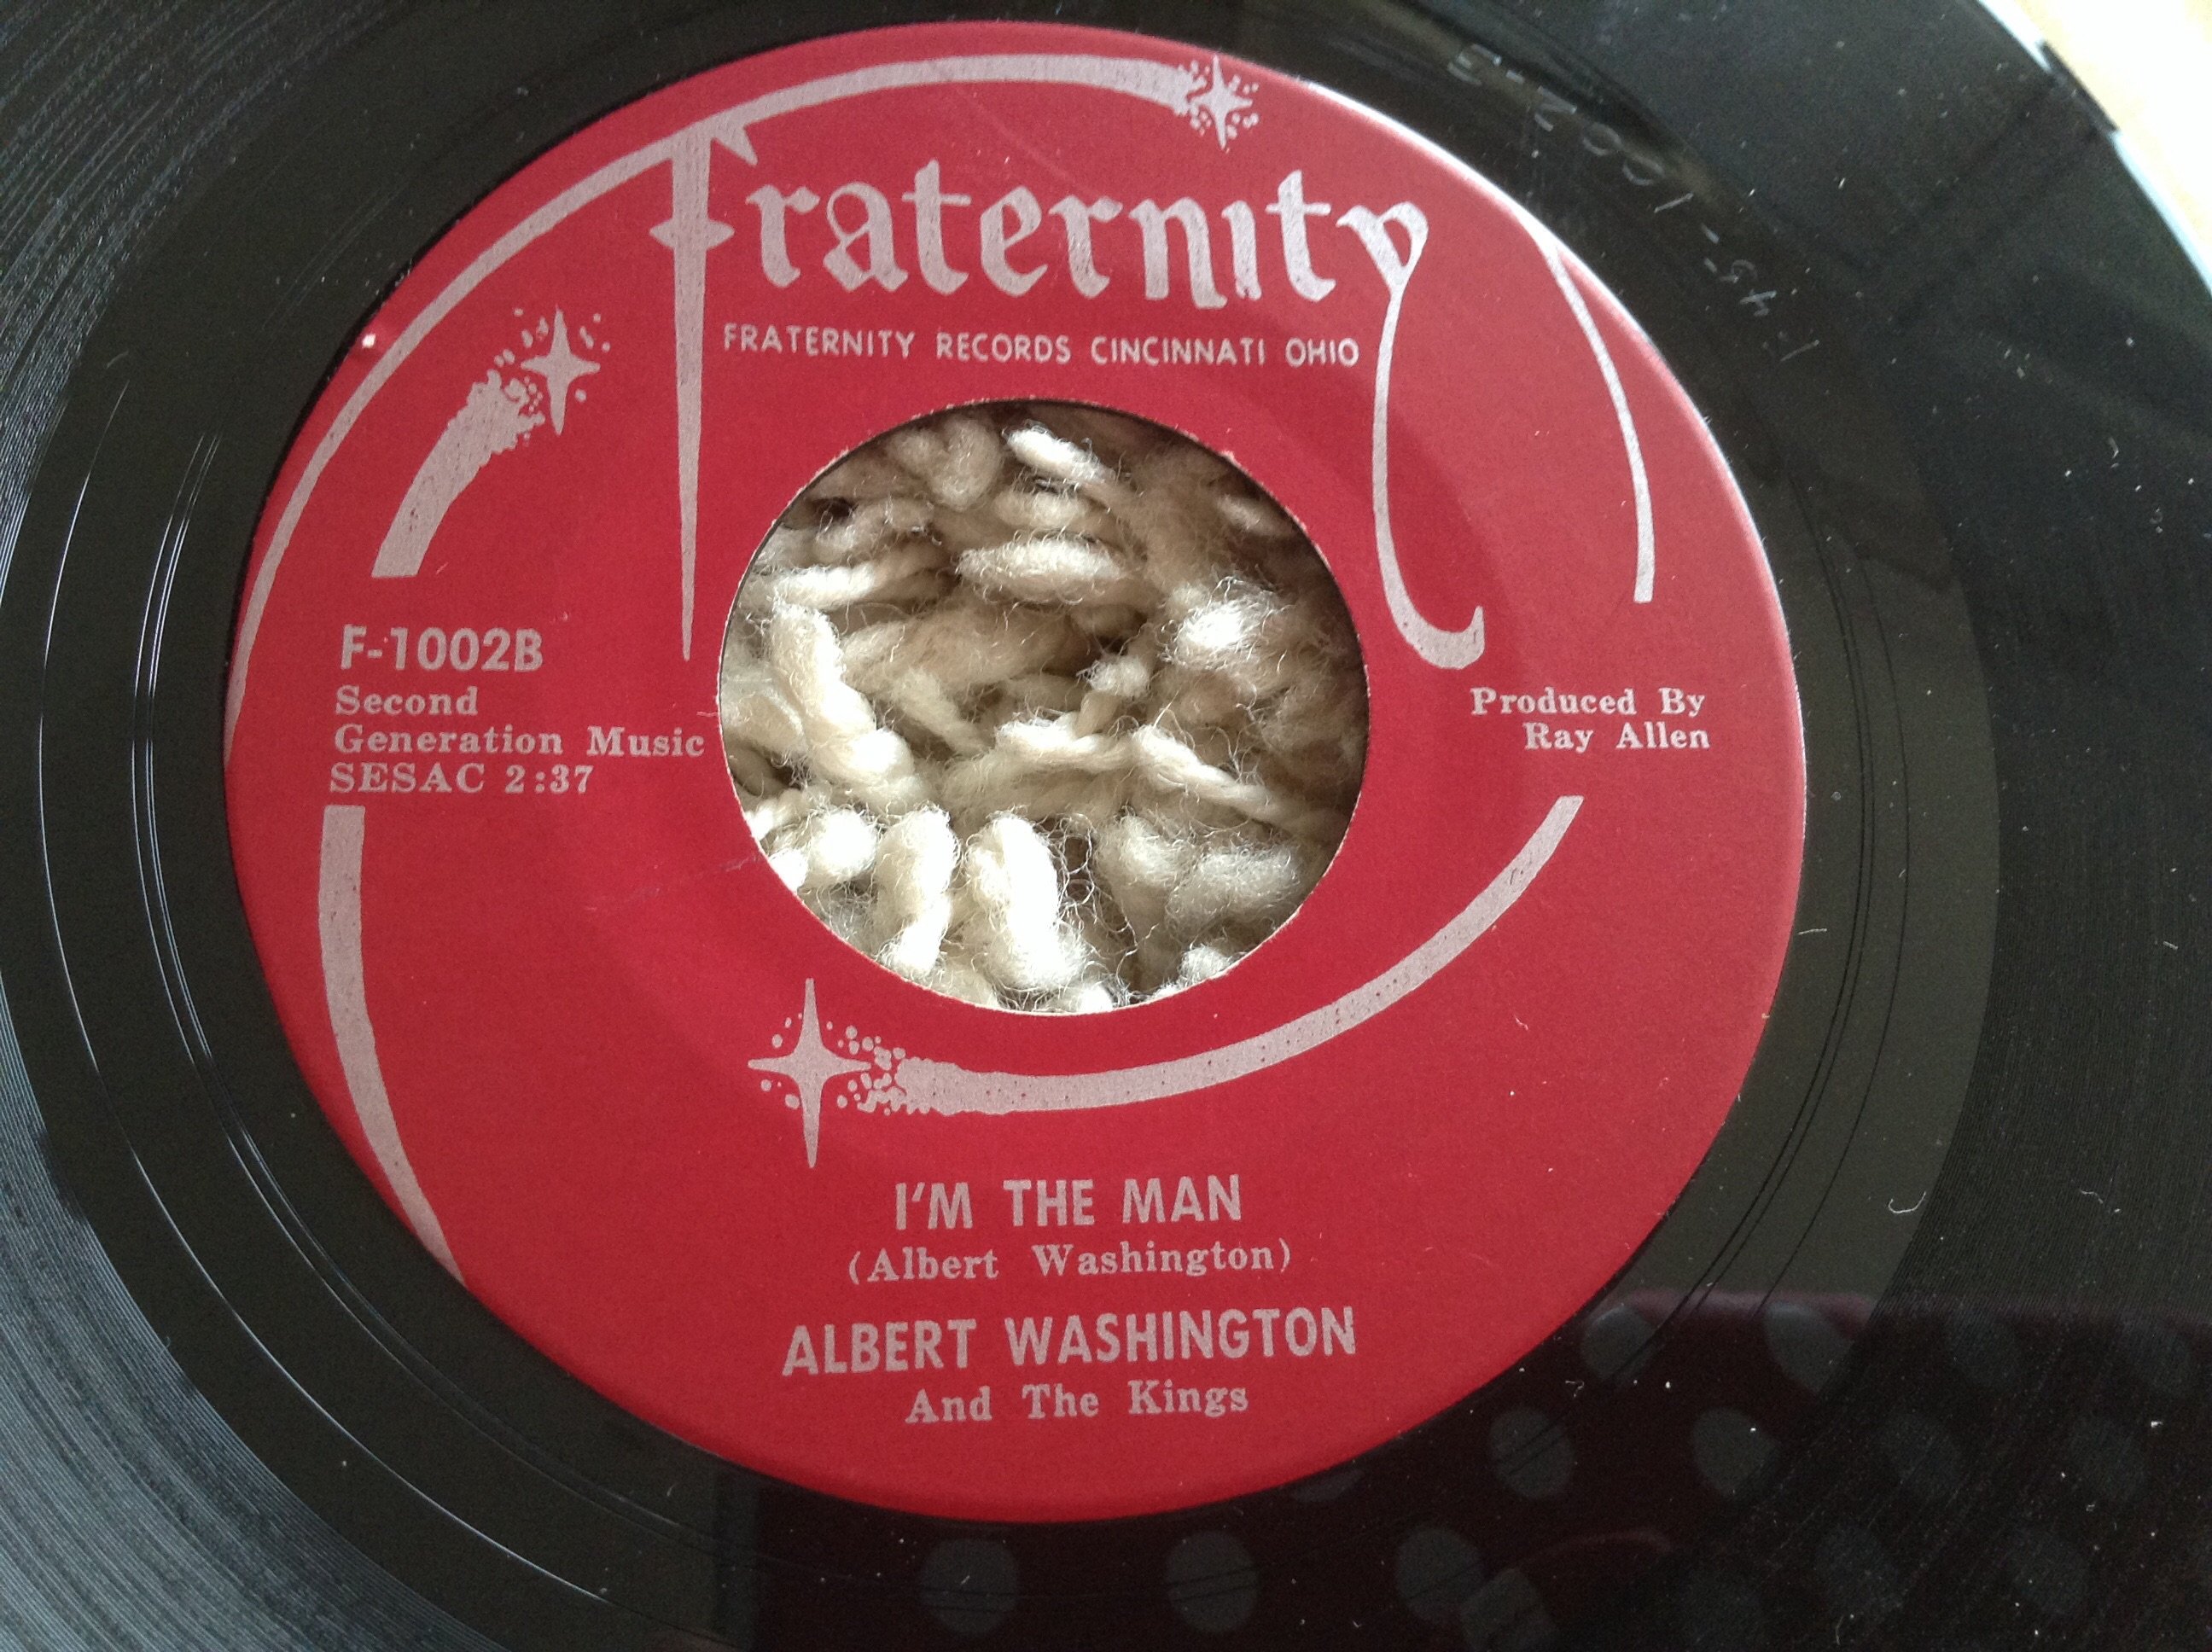 Fraternity
FRATERNITY RECORDS CINCINNATI OHIO
F-1002B
Second
Generation Music
SESAC 2:37
Produced By
Ray Allen
I'M THE MAN
(Albert Washington)
ALBERT WASHINGTON
And The Kings